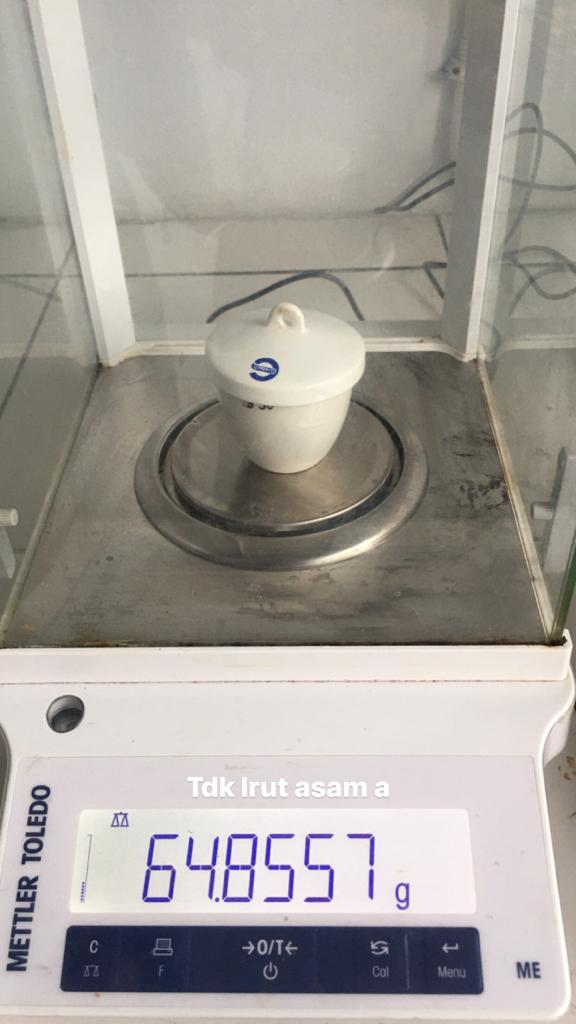 Tdk lrut asam a
METTLER TOLEDO
64.8557 g
C
F
→0/T←
Cal
Menu
ME